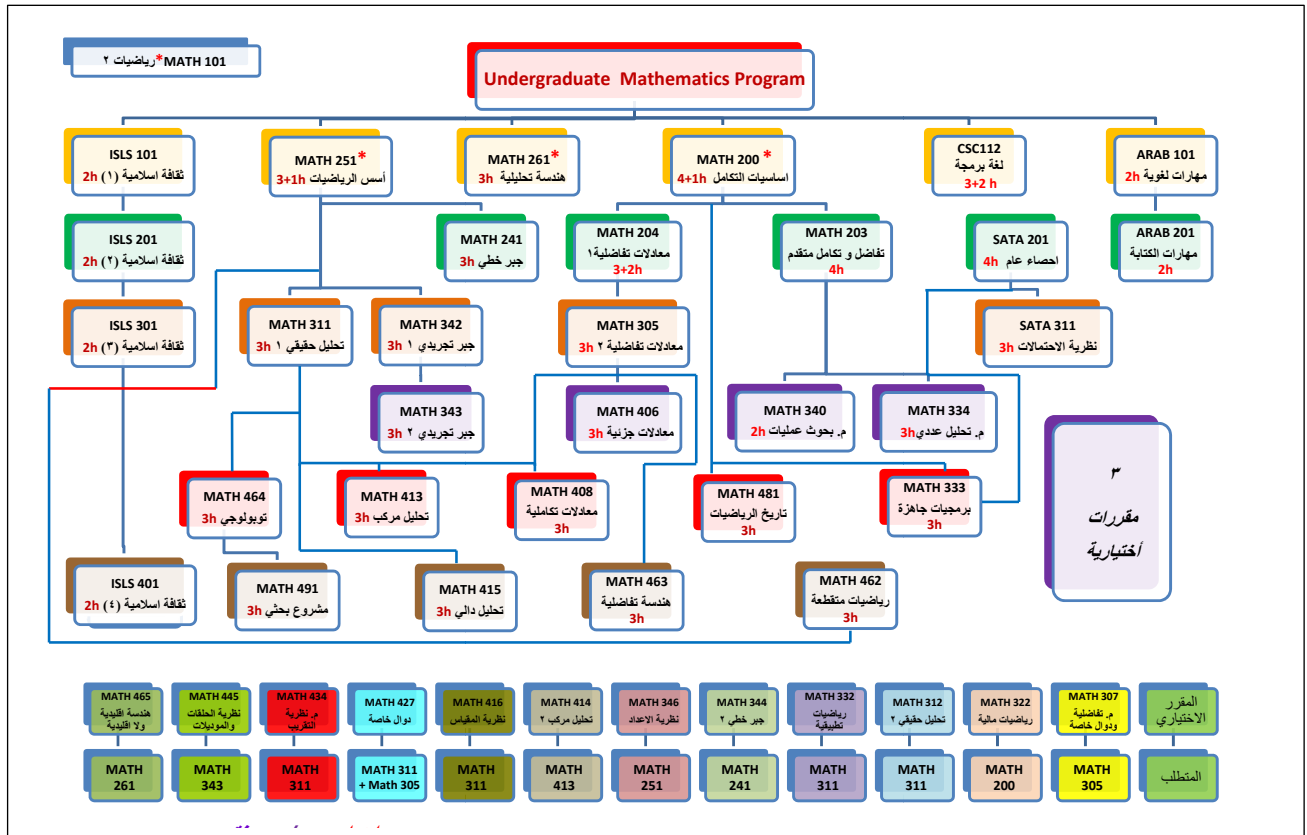 MATH 101 *رياضيات ٢
Undergraduate Mathematics Program
ISLS 101
ثقافة اسلامية (١) 2h
MATH 251*
أسس الرياضيات 3+1h
MATH 261*
هندسة تحليلية 3h
MATH 200*
اساسيات التكامل 4+1h
CSC112
لغة برمجة
3+2 h
ARAB 101
مهارات لغوية 2h
ISLS 201
ثقافة اسلامية (٢) 2h
MATH 241
جبر خطي 3h
MATH 204
معادلات تفاضلية١
3+2h
MATH 203
تفاضل و تكامل متقدم
4h
SATA 201
احصاء عام 4h
ARAB 201
مهارات الكتابة
2h
ISLS 301
ثقافة اسلامية (٣) 2h
MATH 311
تحليل حقيقي ١ 3h
MATH 342
جبر تجريدي ١ 3h
MATH 305
معادلات تفاضلية ٢ 3h
SATA 311
نظرية الاحتمالات 3h
MATH 343
جبر تجريدي ٢ 3h
MATH 406
معادلات جزئية 3h
MATH 340
م. بحوث عمليات 2h
MATH 334
م. تحليل عددي 3h
٣
مقررات
أختيارية
MATH 464
توبولوجي 3h
MATH 413
تحليل مركب 3h
MATH 408
معادلات تكاملية
3h
MATH 481
تاريخ الرياضيات
3h
MATH 333
برمجيات جاهزة
3h
ISLS 401
ثقافة اسلامية (٤) 2h
MATH 491
مشروع بحثي 3h
MATH 415
تحليل دالي 3h
MATH 463
هندسة تفاضلية
3h
MATH 462
رياضيات متقطعة
3h
MATH 465
هندسة اقليدية
ولا اقليدية
MATH 445
نظرية الحلقات
والموديلات
MATH 434
م. نظرية
التقريب
MATH 427
دوال خاصة
MATH 416
نظرية المقياس
MATH 414
تحليل مركب ٢
MATH 346
نظرية الاعداد
MATH 344
جبر خطي ٢
MATH 332
رياضيات
تطبيقية
MATH 312
تحليل حقيقي ٢
MATH 322
رياضيات مالية
MATH 307
م. تفاضلية
ودوال خاصة
المقرر
الاختياري
MATH
261
MATH
343
MATH
311
MATH 311
+ Math 305
MATH
311
MATH
413
MATH
251
MATH
241
MATH
311
MATH
311
MATH
200
MATH
305
المتطلب